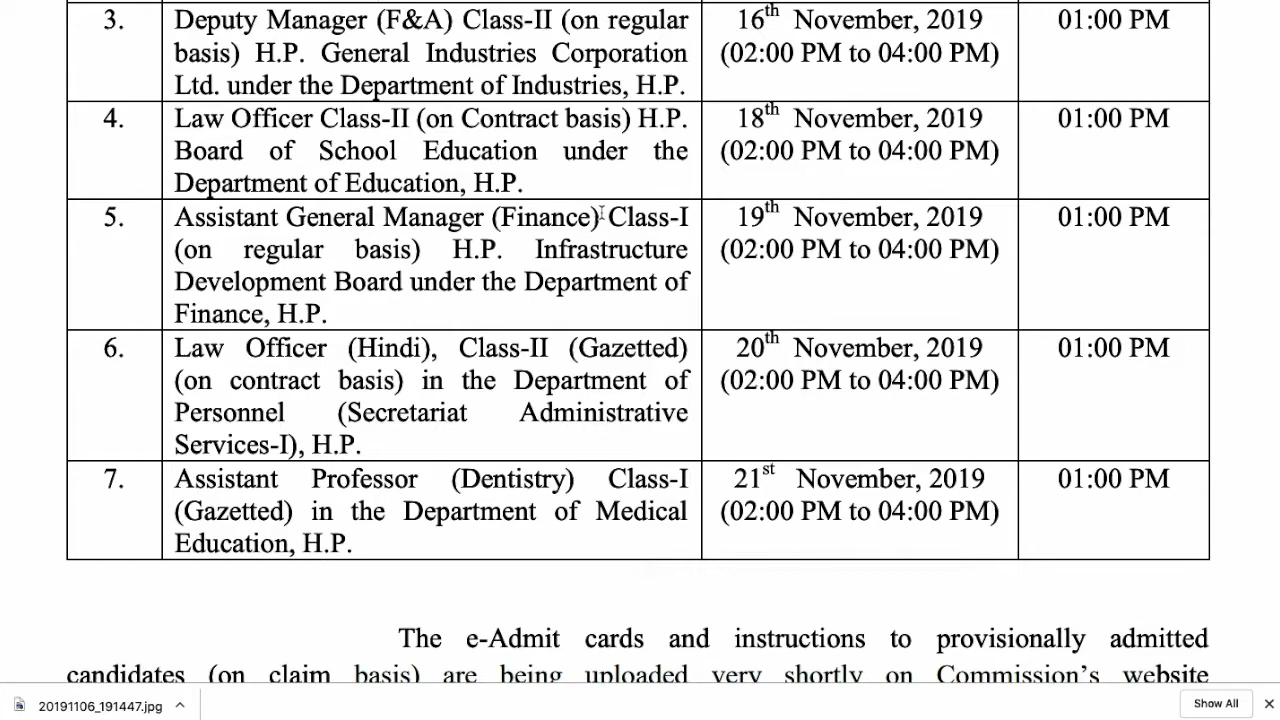 3. Deputy Manager (F&A) Class-II (on regular 16th November, 2019 01:00 PM
basis) H.P. General Industries Corporation (02:00 PM to 04:00 PM)
Ltd. under the Department of Industries, H.P.
4. Law Officer Class-II (on Contract basis) H.P. 18th November, 2019 01:00 PM
Board of School Education under the (02:00 PM to 04:00 PM)
Department of Education, H.P.
5. Assistant General Manager (Finance) Class-I 19th November, 2019 01:00 PM
(on regular basis) H.P. Infrastructure (02:00 PM to 04:00 PM)
Development Board under the Department of
Finance, H.P.
6. Law Officer (Hindi), Class-II (Gazetted) 20th November, 2019 01:00 PM
(on contract basis) in the Department of (02:00 PM to 04:00 PM)
Personnel (Secretariat Administrative
Services-I), H.P.
7. Assistant Professor (Dentistry) Class-I 21st November, 2019 01:00 PM
(Gazetted) in the Department of Medical (02:00 PM to 04:00 PM)
Education, H.P.
The e-Admit cards and instructions to provisionally admitted
candidates (on claim basis) are being uploaded very shortly on Commission's website
20191106_191447.jpg Show All